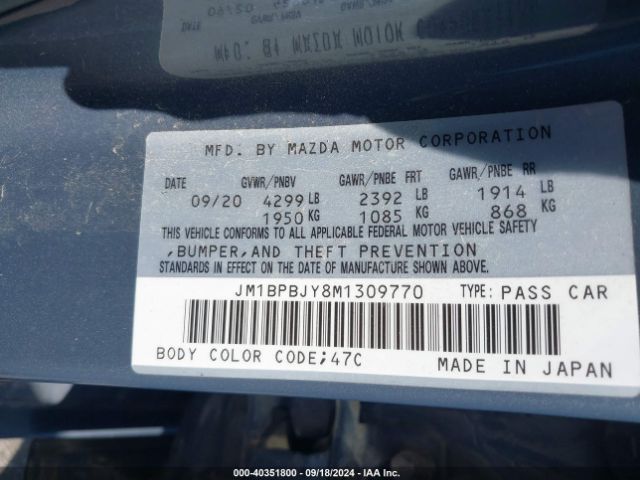 MFD. BY MAZDA MOTOR CORPORATION
DATE GVWR/PNBV GAWR/PNBE FRT GAWR/PNBE RR
09/20 4299 LB 2392 LB 1914 LB
1950 KG 1085 KG 868 KG
THIS VEHICLE CONFORMS TO ALL APPLICABLE FEDERAL MOTOR VEHICLE SAFETY
,BUMPER,AND THEFT PREVENTION
STANDARDS IN EFFECT ON THE DATE OF MANUFACTURE SHOWN ABOVE.
JM1BPBJY8M1309770 TYPE: PASS CAR
BODY COLOR CODE;47C MADE IN JAPAN
000-40351800 - 09/18/2024 - IAA Inc.